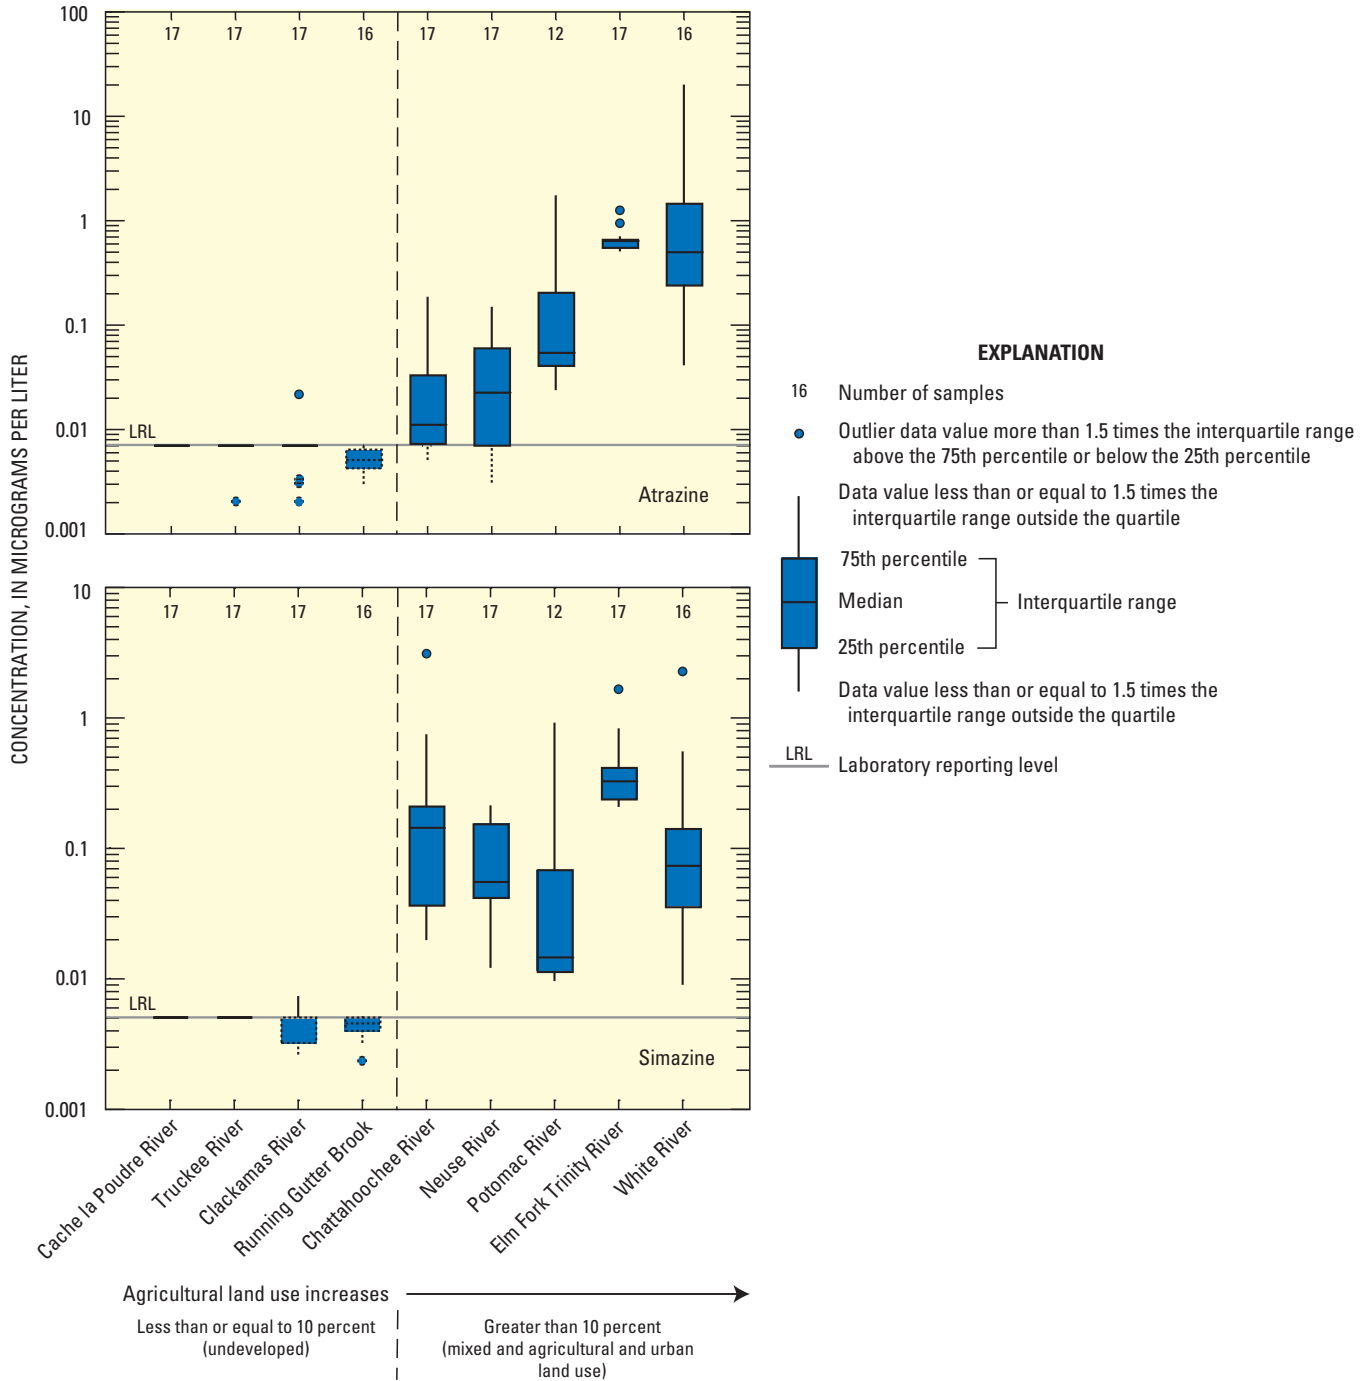 CONCENTRATION, IN MICROGRAMS PER LITER
100
10
1
0.1
0.01
0.001
17 17 17 16 17 17 12 17 16
LRL
Atrazine
10
1
0.1
0.01
0.001
17 17 17 16 17 17 12 17 16
LRL
Simazine
Cache la Poudre River
Truckee River
Clackamas River
Running Gutter Brook
Chattahoochee River
Neuse River
Potomac River
Elm Fork Trinity River
White River
Agricultural land use increases
Less than or equal to 10 percent
(undeveloped)
Greater than 10 percent
(mixed and agricultural and urban
land use)
EXPLANATION
16 Number of samples
Outlier data value more than 1.5 times the interquartile range
above the 75th percentile or below the 25th percentile
Data value less than or equal to 1.5 times the
interquartile range outside the quartile
75th percentile
Median
Interquartile range
25th percentile
Data value less than or equal to 1.5 times the
interquartile range outside the quartile
LRL Laboratory reporting level